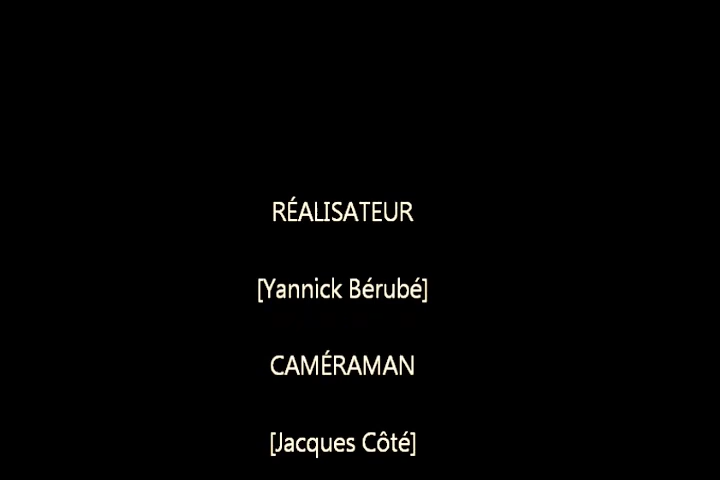 RÉALISATEUR
[Yannick Bérubé]
CAMÉRAMAN
[Jacques Côté]